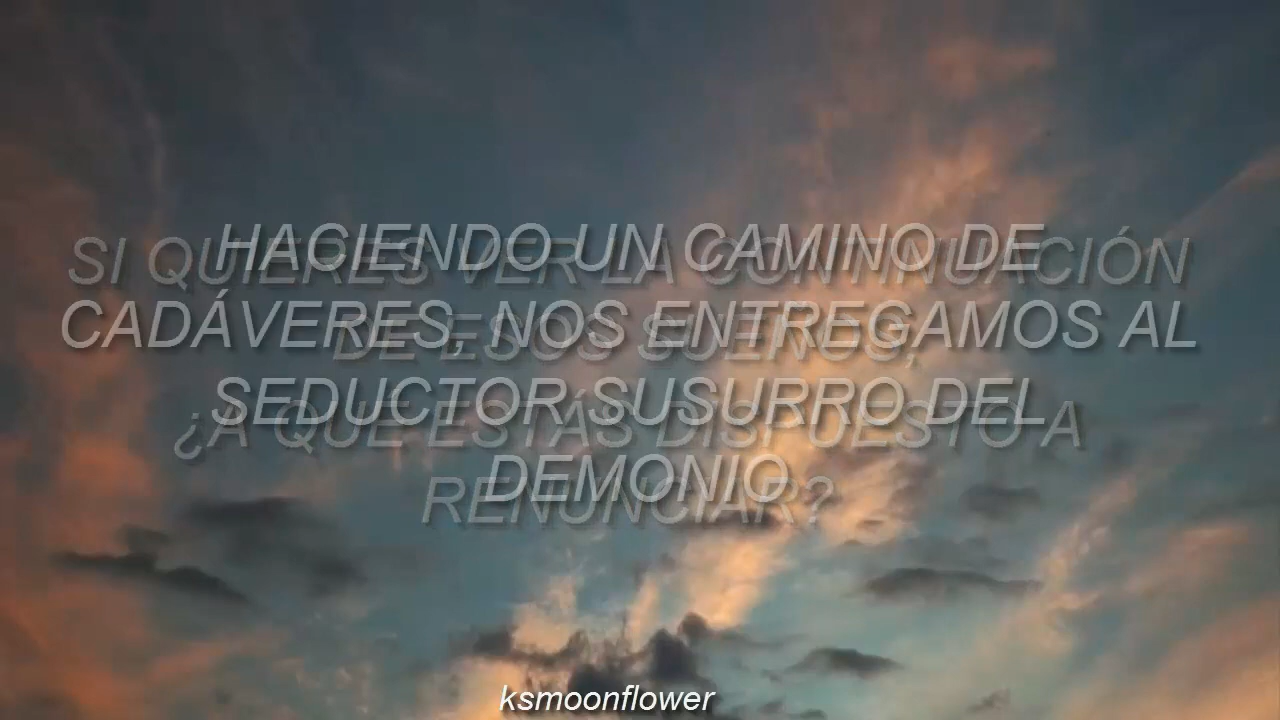 HACIENDO UN CAMINO DE
CADÁVERES, NOS ENTREGAMOS AL
SEDUCTOR SUSURRO DEL
DEMONIO
SI QUIERES VER LA CONTINUACIÓN
DE ESOS SUEÑOS,
¿A QUÉ ESTÁS DISPUESTO A
RENUNCIAR?
ksmoonflower